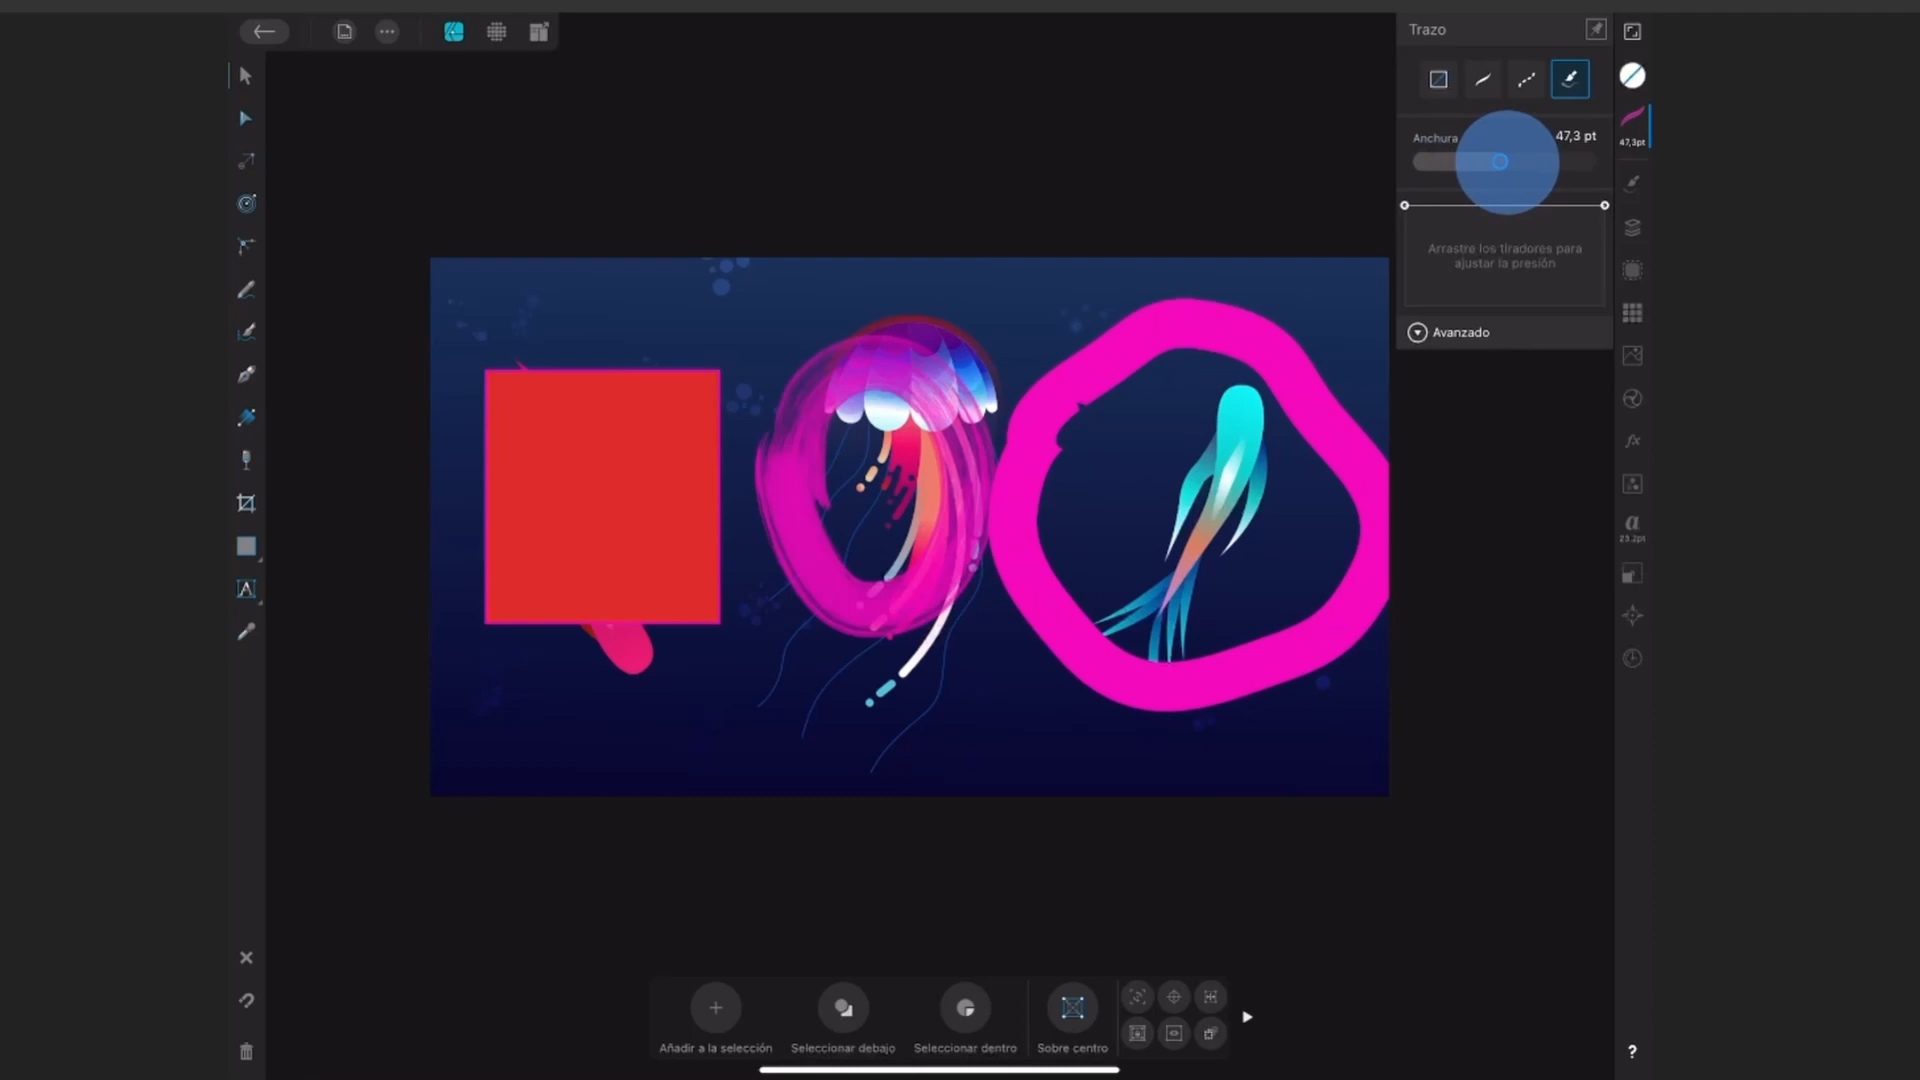 Trazo
Anchura
47,3 pt
47,3pt
Arrastre los tiradores para
ajustar la presión
Avanzado
fx
a
23.2pt
A
Añadir a la selección
Seleccionar debajo
Seleccionar dentro
Sobre centro
?